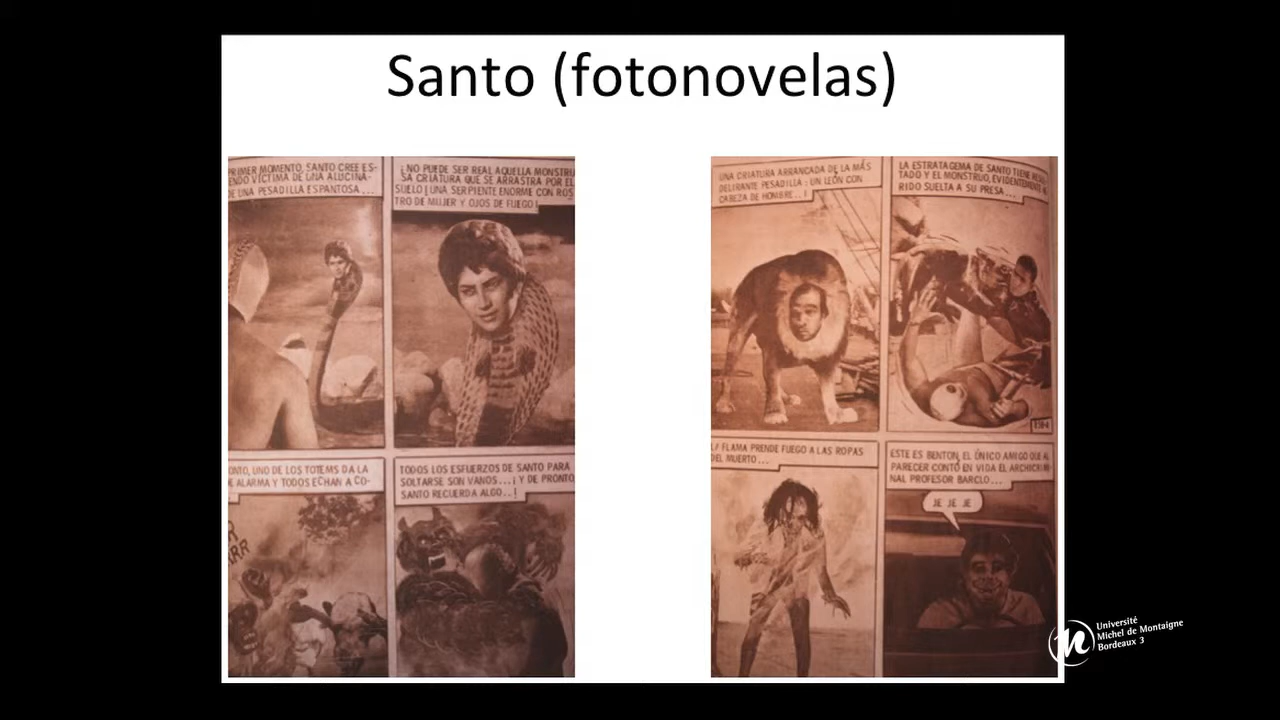 Santo (fotonovelas)
PRIMER MOMENTO, SANTO CREE ES-
ENDO VÍCTIMA DE UNA ALUCINA-
DE UNA PESADILLA ESPANTOSA...
¡NO PUEDE SER REAL AQUELLA MONSTRU
SA CRIATURA QUE SE ARRASTRA POR EL
SUELO! ¡UNA SERPIENTE ENORME CON ROS
TRO DE MUJER Y OJOS DE FUEGO!
ONTO, UNO DE LOS TOTEMS DA LA
E ALARMA Y TODOS ECHAN A CO-
TODOS LOS ESFUERZOS DE SANTO PARA
SOLTARSE SON VANOS...¡ Y DE PRONTO,
SANTO RECUERDA ALGO..!
UNA CRIATURA ARRANCADA DE LA MÁS
DELIRANTE PESADILLA: UN LEÓN CON
CABEZA DE HOMBRE..!
LA ESTRATAGEMA DE SANTO TIENE RESUL
TADO Y EL MONSTRUO, EVIDENTEMENTE
RIDO SUELTA A SU PRESA...
FLAMA PRENDE FUEGO A LAS ROPAS
DEL MUERTO...
ESTE ES BENTON, EL ÚNICO AMIGO QUE AL
PARECER CONTÓ EN VIDA EL ARCHICRIMI
NAL PROFESOR BARCLO...
JE JE JE
Université
Michel de Montaigne
Bordeaux 3